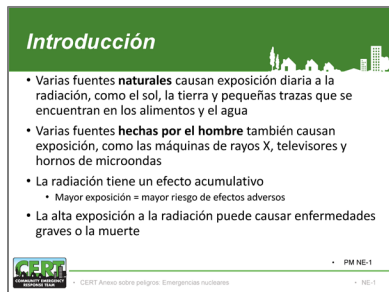 Introducción
• Varias fuentes naturales causan exposición diaria a la
radiación, como el sol, la tierra y pequeñas trazas que se
encuentran en los alimentos y el agua
• Varias fuentes hechas por el hombre también causan
exposición, como las máquinas de rayos X, televisores y
hornos de microondas
• La radiación tiene un efecto acumulativo
• Mayor exposición = mayor riesgo de efectos adversos
• La alta exposición a la radiación puede causar enfermedades
graves o la muerte
• PM NE-1
CERT
COMMUNITY EMERGENCY
RESPONSE TEAM
• CERT Anexo sobre peligros: Emergencias nucleares
• NE-1